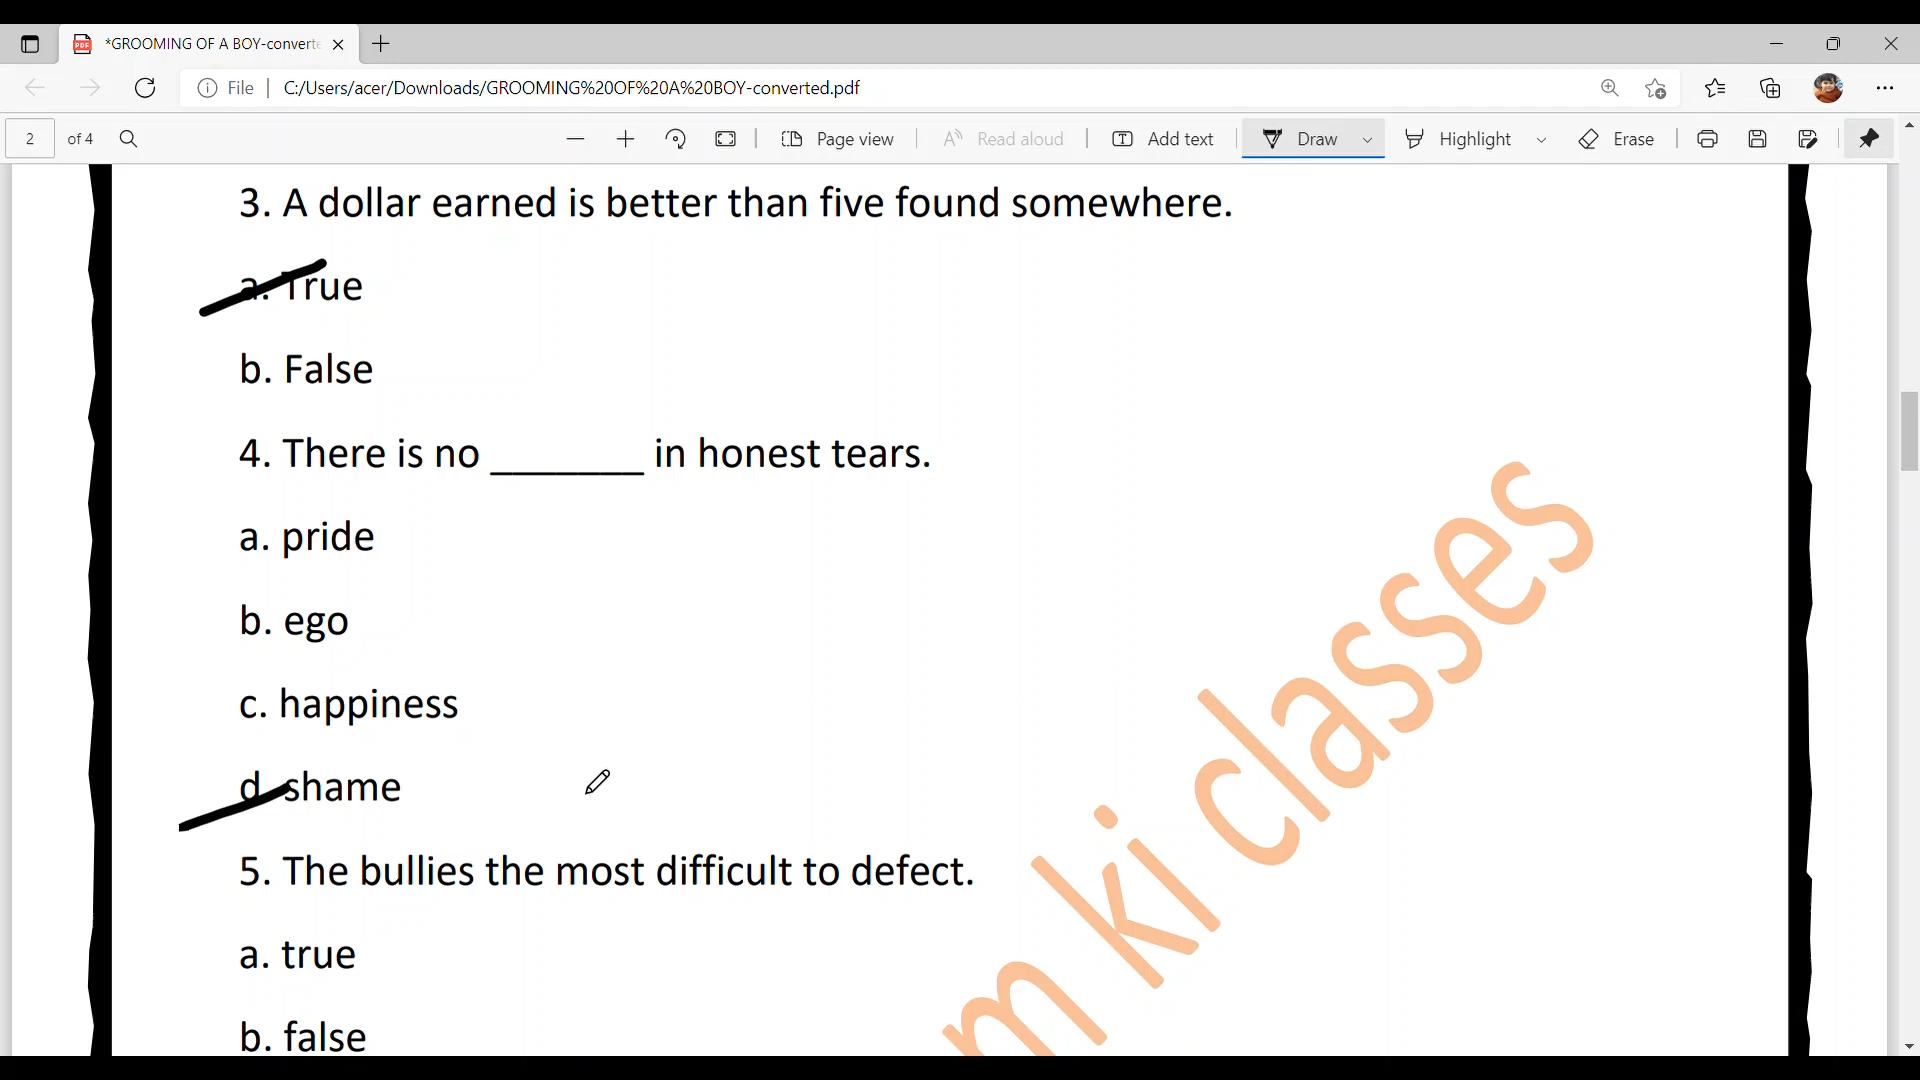 *GROOMING OF A BOY-converte
File
C:/Users/acer/Downloads/GROOMING%20OF%20A%20BOY-converted.pdf
2 of 4
Page view
Read aloud
Add text
Draw
Highlight
Erase
3. A dollar earned is better than five found somewhere.
a. True
b. False
4. There is no _______ in honest tears.
a. pride
b. ego
c. happiness
d. shame
5. The bullies the most difficult to defect.
a. true
b. false
m ki classes